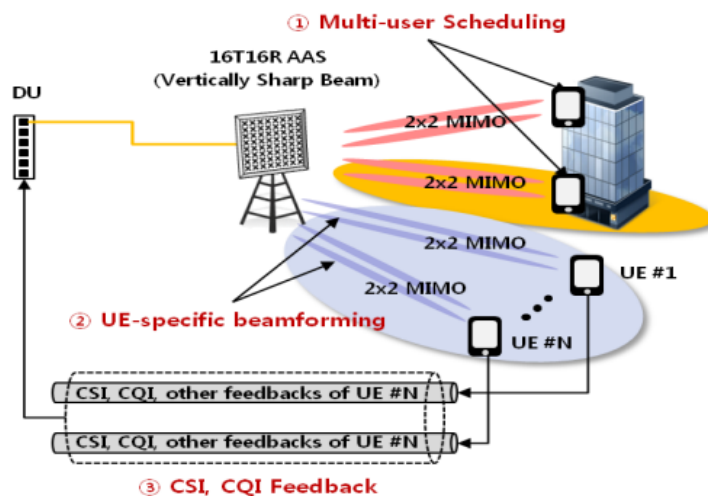 ① Multi-user Scheduling
16T16R AAS
(Vertically Sharp Beam)
DU
2x2 MIMO
2x2 MIMO
2x2 MIMO
2x2 MIMO
UE #1
② UE-specific beamforming
UE #N
CSI, CQI, other feedbacks of UE #N
CSI, CQI, other feedbacks of UE #N
③ CSI, CQI Feedback